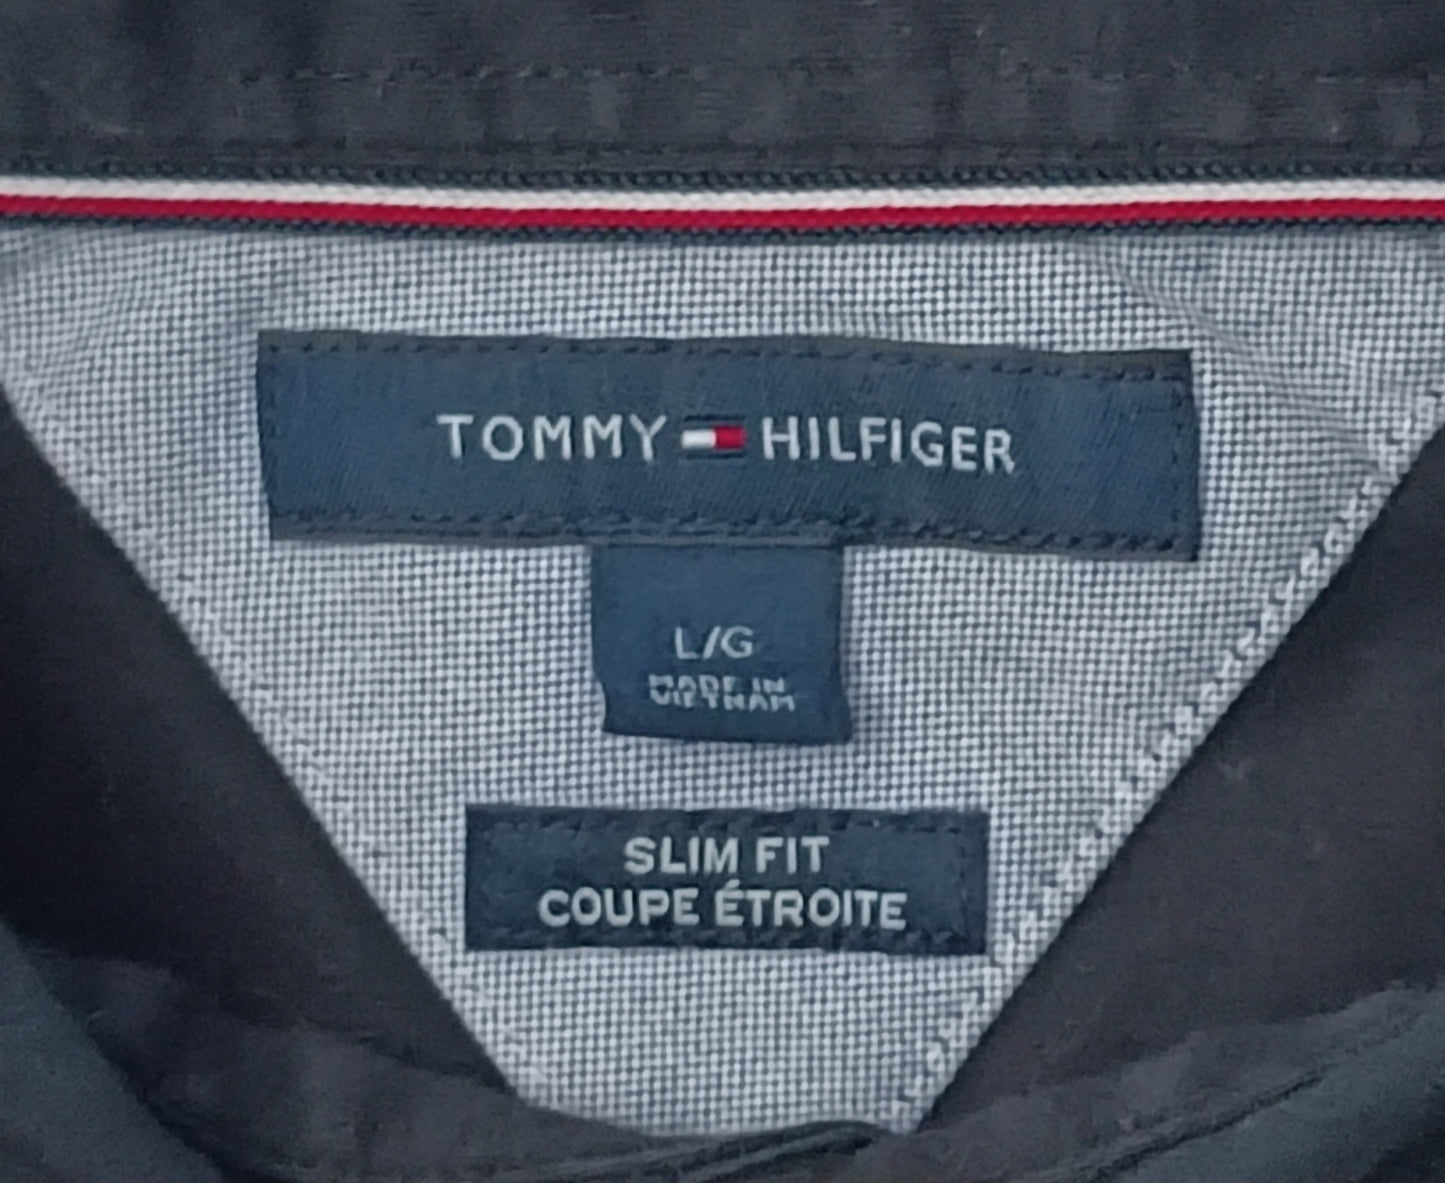 TOMMY HILFIGER
L/G
MADE IN
VIETNAM
SLIM FIT
COUPE ÉTROITE